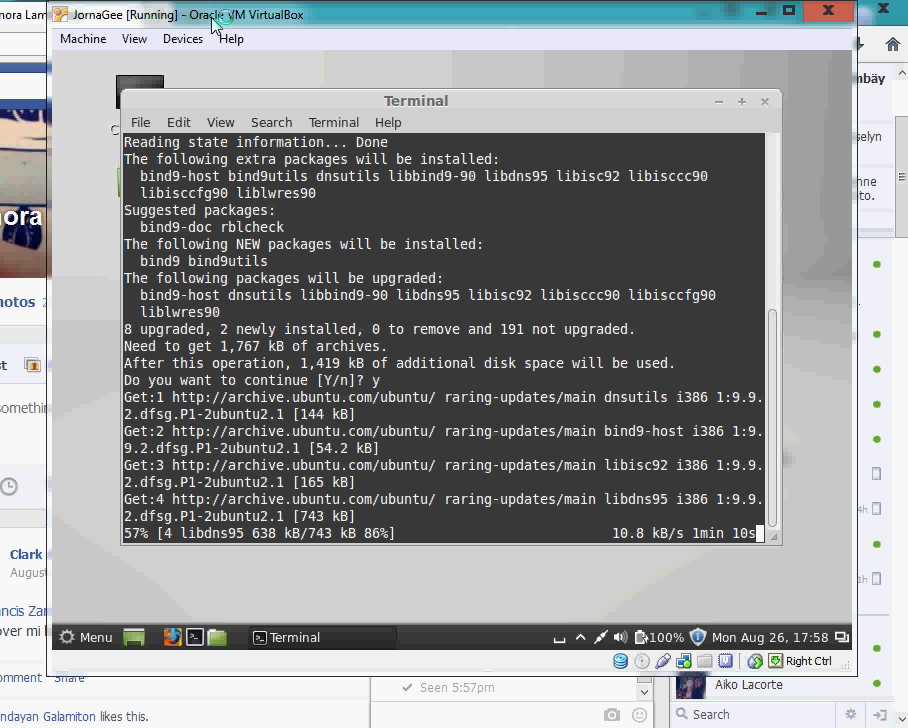 nora Lam
JornaGee [Running] - Oracle VM VirtualBox
Machine View Devices Help
Terminal
File Edit View Search Terminal Help
Reading state information... Done
The following extra packages will be installed:
bind9-host bind9utils dnsutils libbind9-90 libdns95 libisc92 libisccc90
libisccfg90 liblwres90
Suggested packages:
bind9-doc rblcheck
The following NEW packages will be installed:
bind9 bind9utils
The following packages will be upgraded:
bind9-host dnsutils libbind9-90 libdns95 libisc92 libisccc90 libisccfg90
liblwres90
8 upgraded, 2 newly installed, 0 to remove and 191 not upgraded.
Need to get 1,767 kB of archives.
After this operation, 1,419 kB of additional disk space will be used.
Do you want to continue [Y/n]? y
Get:1 http://archive.ubuntu.com/ubuntu/ raring-updates/main dnsutils i386 1:9.9.
2.dfsg.P1-2ubuntu2.1 [144 kB]
Get:2 http://archive.ubuntu.com/ubuntu/ raring-updates/main bind9-host i386 1:9.
9.2.dfsg.P1-2ubuntu2.1 [54.2 kB]
Get:3 http://archive.ubuntu.com/ubuntu/ raring-updates/main libisc92 i386 1:9.9.
2.dfsg.P1-2ubuntu2.1 [165 kB]
Get:4 http://archive.ubuntu.com/ubuntu/ raring-updates/main libdns95 i386 1:9.9.
2.dfsg.P1-2ubuntu2.1 [743 kB]
57% [4 libdns95 638 kB/743 kB 86%] 10.8 kB/s 1min 10s
Menu Terminal 100% Mon Aug 26, 17:58
Right Ctrl
nora
hotos 2
st
somethin
Clark
August
ncis Zar
over mi l
omment Share
ndayan Galamiton likes this.
Seen 5:57pm
mbäy
selyn
nne
to.
4h
1h
Aiko Lacorte
Search